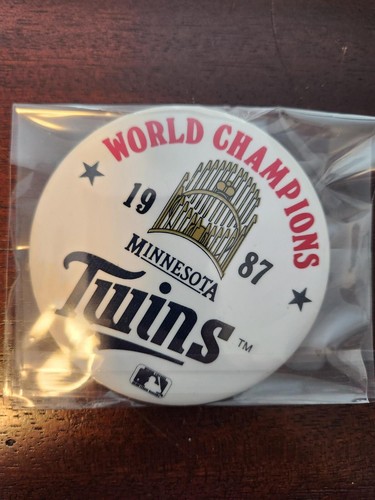 WORLD CHAMPIONS
19 87
MINNESOTA
Twins TM